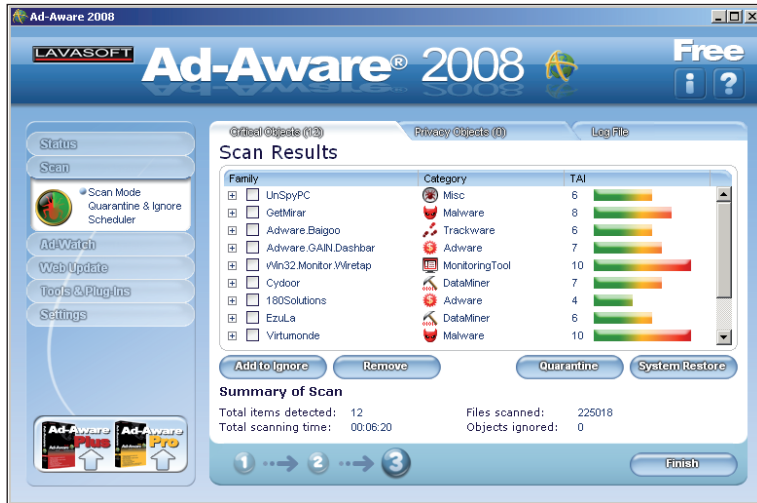 Ad-Aware 2008
LAVASOFT
Ad-Aware® 2008
Free
i ?
Status
Scan
Scan Mode
Quarantine & Ignore
Scheduler
Ad-Watch
Web Update
Tools & Plug-Ins
Settings
Ad-Aware Plus
Ad-Aware Pro
Critical Objects (12) Privacy Objects (0) Log File
Scan Results
Family Category TAI
UnSpyPC Misc 6
GetMirar Malware 8
Adware.Baigoo Trackware 6
Adware.GAIN.Dashbar Adware 7
Win32.Monitor.Wiretap MonitoringTool 10
Cydoor DataMiner 7
180Solutions Adware 4
EzuLa DataMiner 6
Virtumonde Malware 10
Add to Ignore Remove Quarantine System Restore
Summary of Scan
Total items detected: 12 Files scanned: 225018
Total scanning time: 00:06:20 Objects ignored: 0
1 2 3
Finish